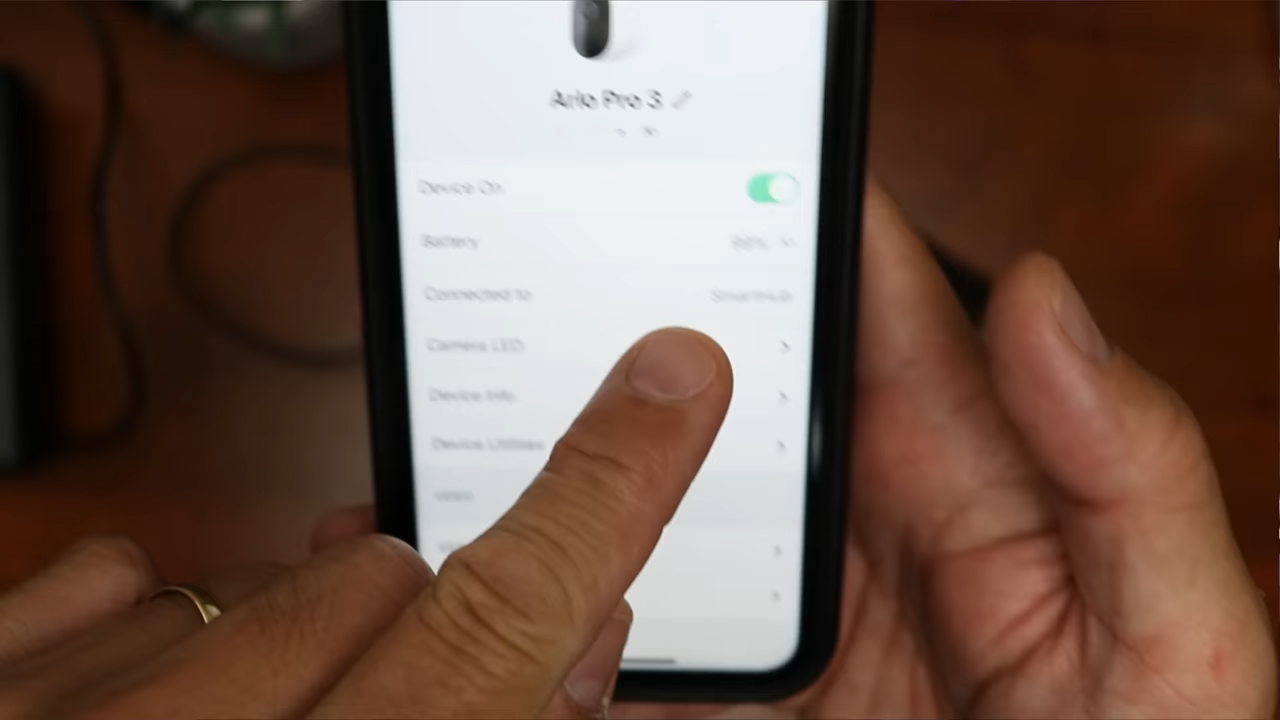 Arlo Pro 3
Device On
Battery
Connected to SmartHub
Camera LED
Device Info
Device Utilities
VIDEO